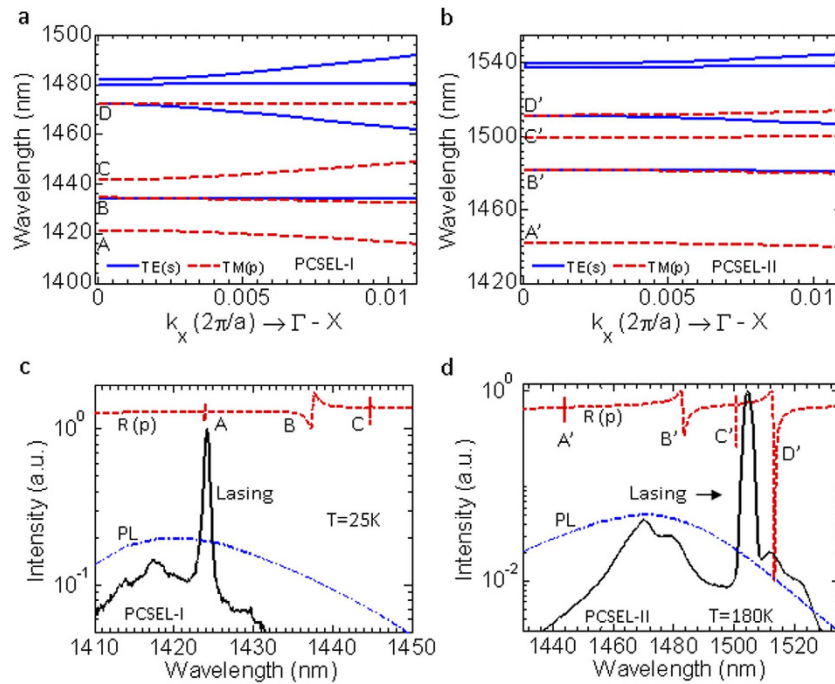 a
1500
1480
1460
1440
1420
1400
Wavelength (nm)
D
C
B
A
TE(s) TM(p) PCSEL-I
0 0.005 0.01
k_x (2π/a) → Γ - X
b
1540
1500
1460
1420
Wavelength (nm)
D'
C'
B'
A'
TE(s) TM(p) PCSEL-II
0 0.005 0.01
k_x (2π/a) → Γ - X
c
10^0
10^-1
Intensity (a.u.)
R (p) A B C
Lasing
PL T=25K
PCSEL-I
1410 1420 1430 1440 1450
Wavelength (nm)
d
10^0
10^-2
Intensity (a.u.)
R (p)
A' B' C' D'
Lasing →
PL
PCSEL-II T=180K
1440 1460 1480 1500 1520
Wavelength (nm)